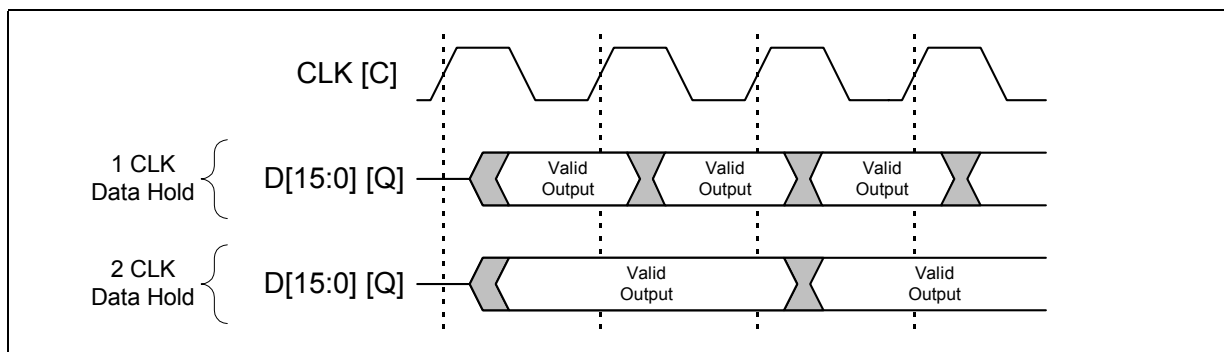 CLK [C]
1 CLK
Data Hold
D[15:0] [Q]
Valid
Output
Valid
Output
Valid
Output
2 CLK
Data Hold
D[15:0] [Q]
Valid
Output
Valid
Output